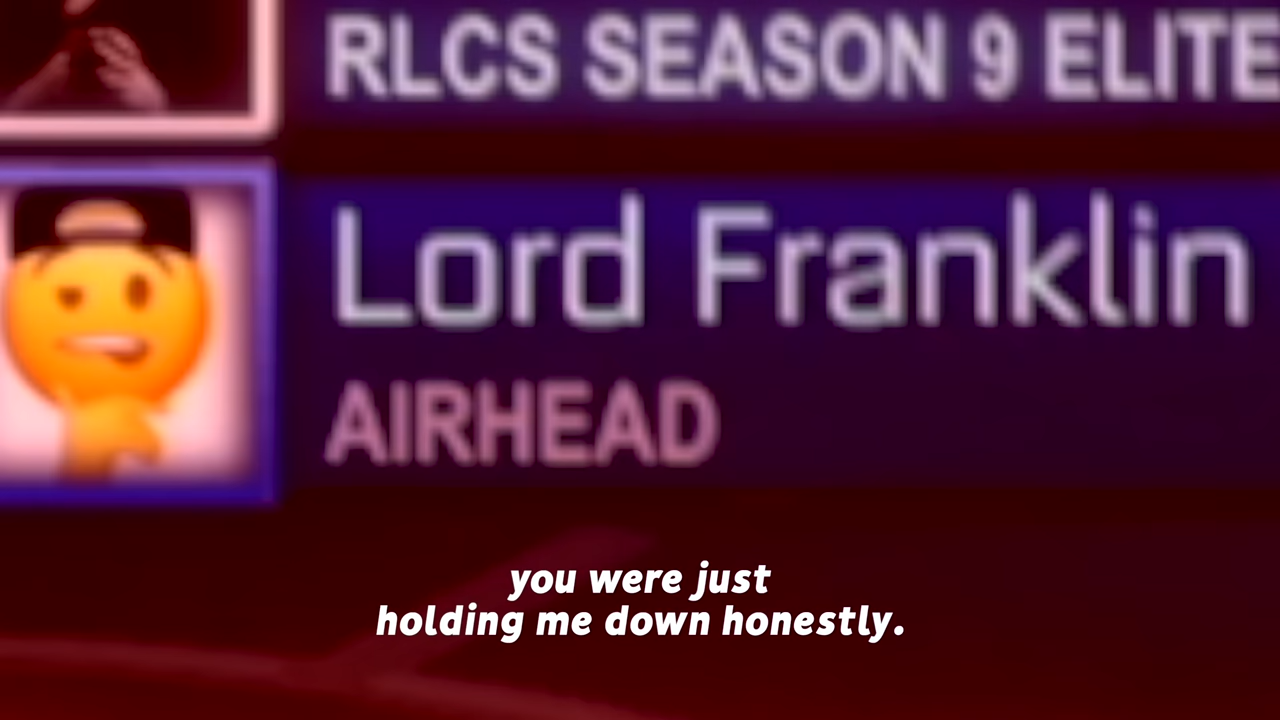 RLCS SEASON 9 ELITE
Lord Franklin
AIRHEAD
you were just
holding me down honestly.